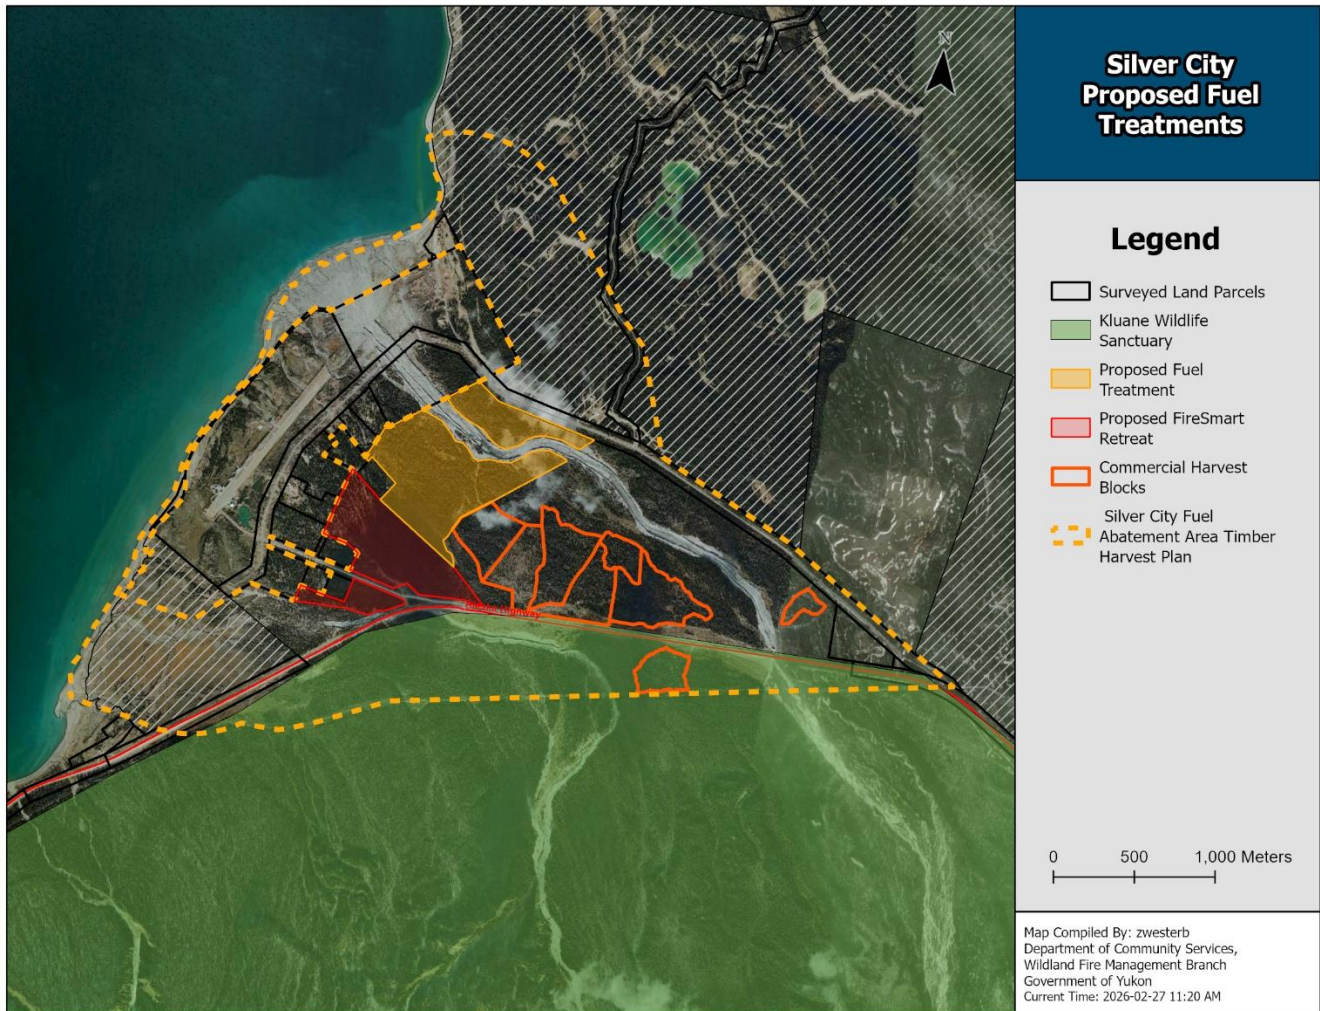 Silver City
Proposed Fuel
Treatments
N
Legend
Surveyed Land Parcels
Kluane Wildlife
Sanctuary
Proposed Fuel
Treatment
Proposed FireSmart
Retreat
Commercial Harvest
Blocks
Silver City Fuel
Abatement Area Timber
Harvest Plan
Highway
0 500 1,000 Meters
Map Compiled By: zwesterb
Department of Community Services,
Wildland Fire Management Branch
Government of Yukon
Current Time: 2026-02-27 11:20 AM